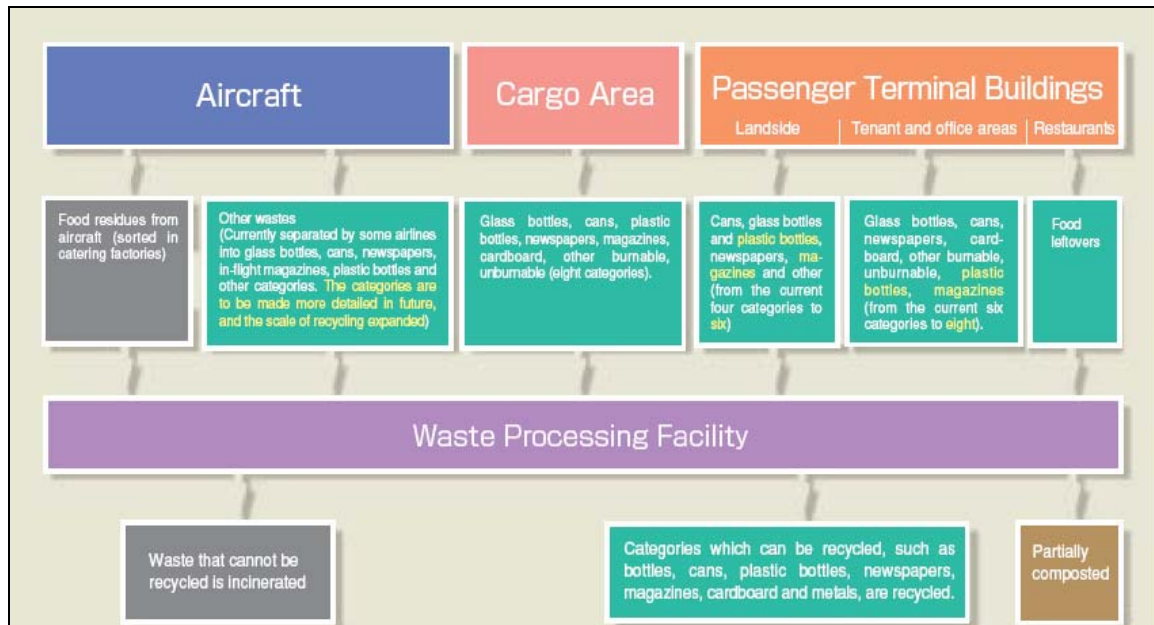 Aircraft
Cargo Area
Passenger Terminal Buildings
Landside
Tenant and office areas
Restaurants
Food residues from
aircraft (sorted in
catering factories)
Other wastes
(Currently separated by some airlines
into glass bottles, cans, newspapers,
in-flight magazines, plastic bottles and
other categories. The categories are
to be made more detailed in future,
and the scale of recycling expanded)
Glass bottles, cans, plastic
bottles, newspapers, magazines,
cardboard, other burnable,
unburnable (eight categories).
Cans, glass bottles
and plastic bottles,
newspapers, ma-
gazines and other
(from the current
four categories to
six)
Glass bottles, cans,
newspapers, card-
board, other burnable,
unburnable, plastic
bottles, magazines
(from the current six
categories to eight).
Food
leftovers
Waste Processing Facility
Waste that cannot be
recycled is incinerated
Categories which can be recycled, such as
bottles, cans, plastic bottles, newspapers,
magazines, cardboard and metals, are recycled.
Partially
composted